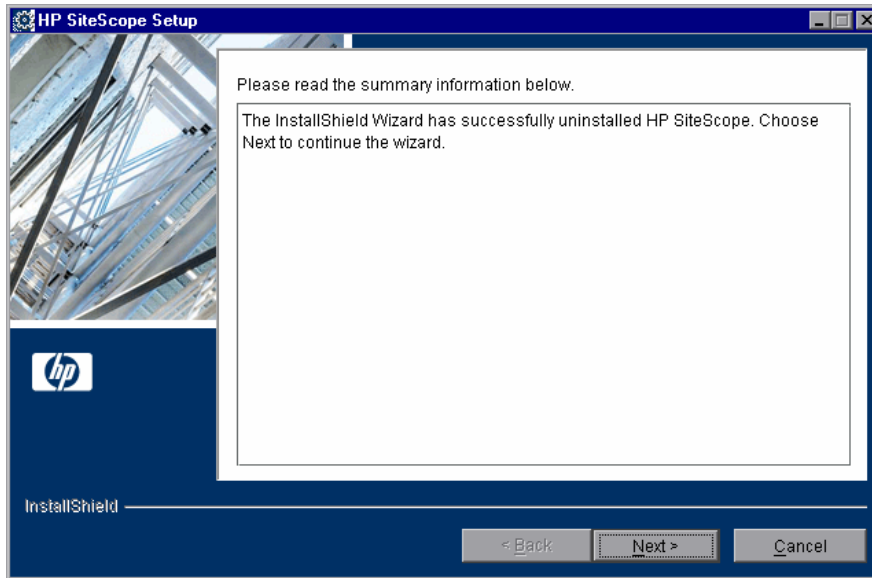 HP SiteScope Setup
Please read the summary information below.
The InstallShield Wizard has successfully uninstalled HP SiteScope. Choose
Next to continue the wizard.
hp
InstallShield
< Back
Next >
Cancel